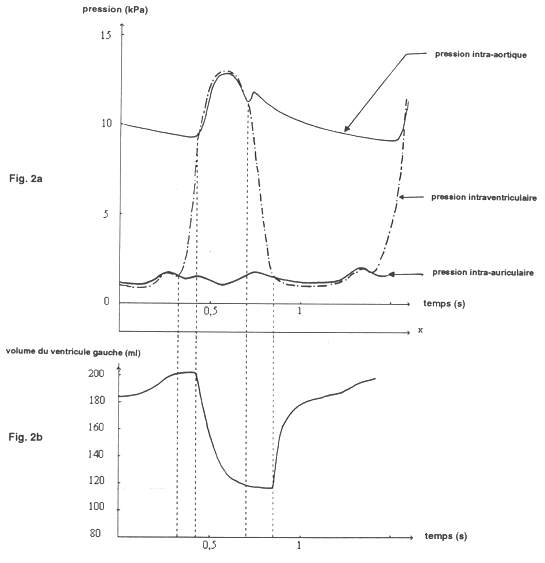 pression (kPa)
15
pression intra-aortique
10
Fig. 2a
pression intraventriculaire
5
pression intra-auriculaire
0
0,5
1
temps (s)
x
volume du ventricule gauche (ml)
200
180
160
Fig. 2b
140
120
100
80
0,5
1
temps (s)